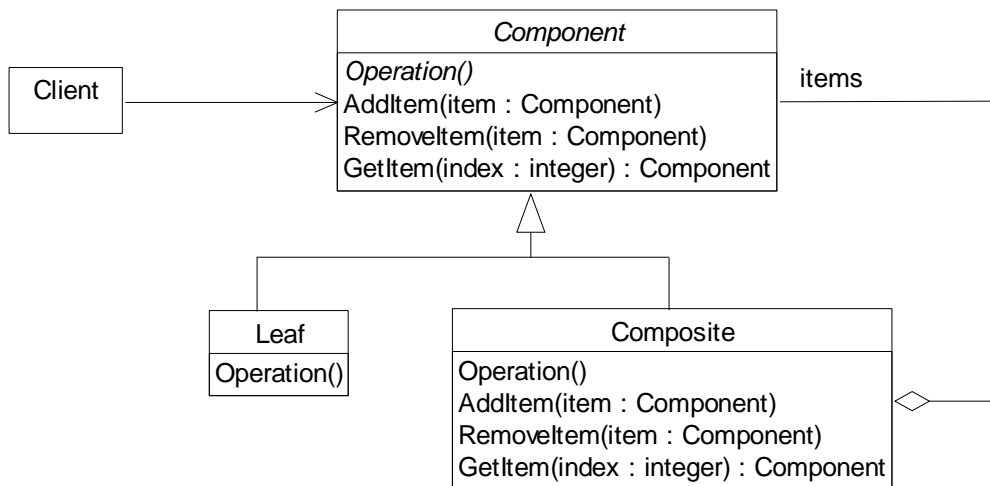 Component
Operation()
AddItem(item : Component)
RemoveItem(item : Component)
GetItem(index : integer) : Component
Client
items
Leaf
Operation()
Composite
Operation()
AddItem(item : Component)
RemoveItem(item : Component)
GetItem(index : integer) : Component